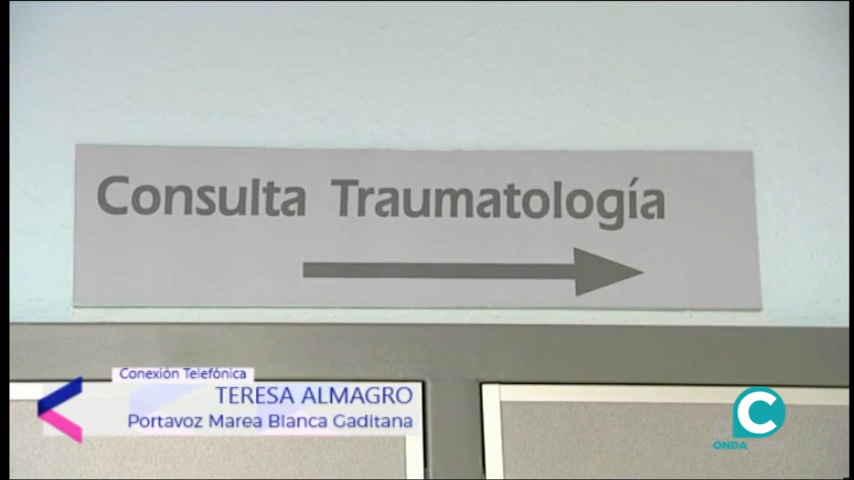 Consulta Traumatología
Conexión Telefónica
TERESA ALMAGRO
Portavoz Marea Blanca Gaditana
C
ONDA